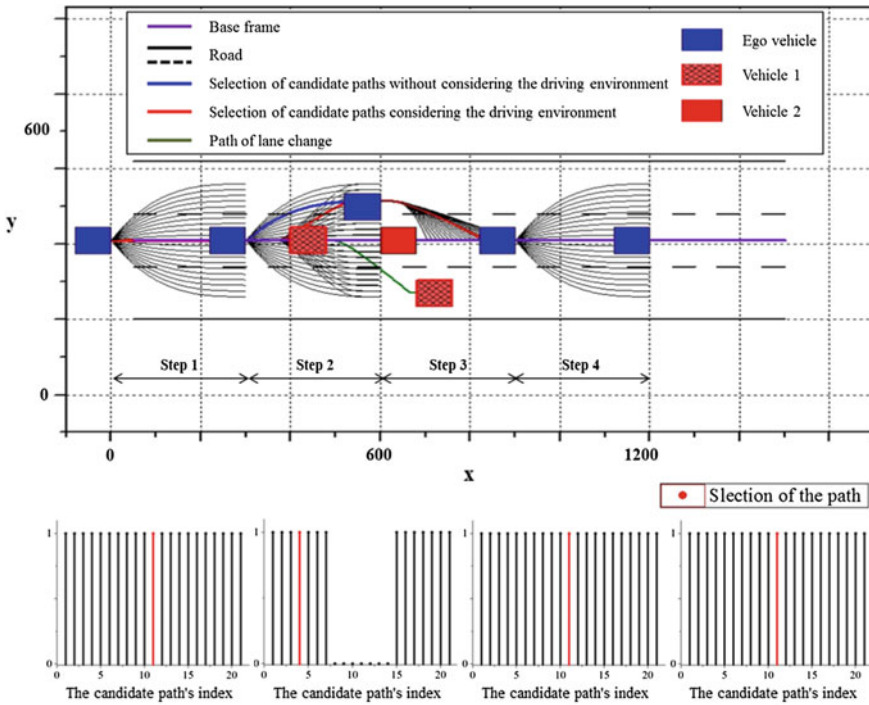 Base frame
Road
Selection of candidate paths without considering the driving environment
Selection of candidate paths considering the driving environment
Path of lane change
Ego vehicle
Vehicle 1
Vehicle 2
600
y
0
Step 1
Step 2
Step 3
Step 4
0 600 1200
x
Slection of the path
1
0
0 5 10 15 20
The candidate path's index
1
0
0 5 10 15 20
The candidate path's index
1
0
0 5 10 15 20
The candidate path's index
1
0
0 5 10 15 20
The candidate path's index